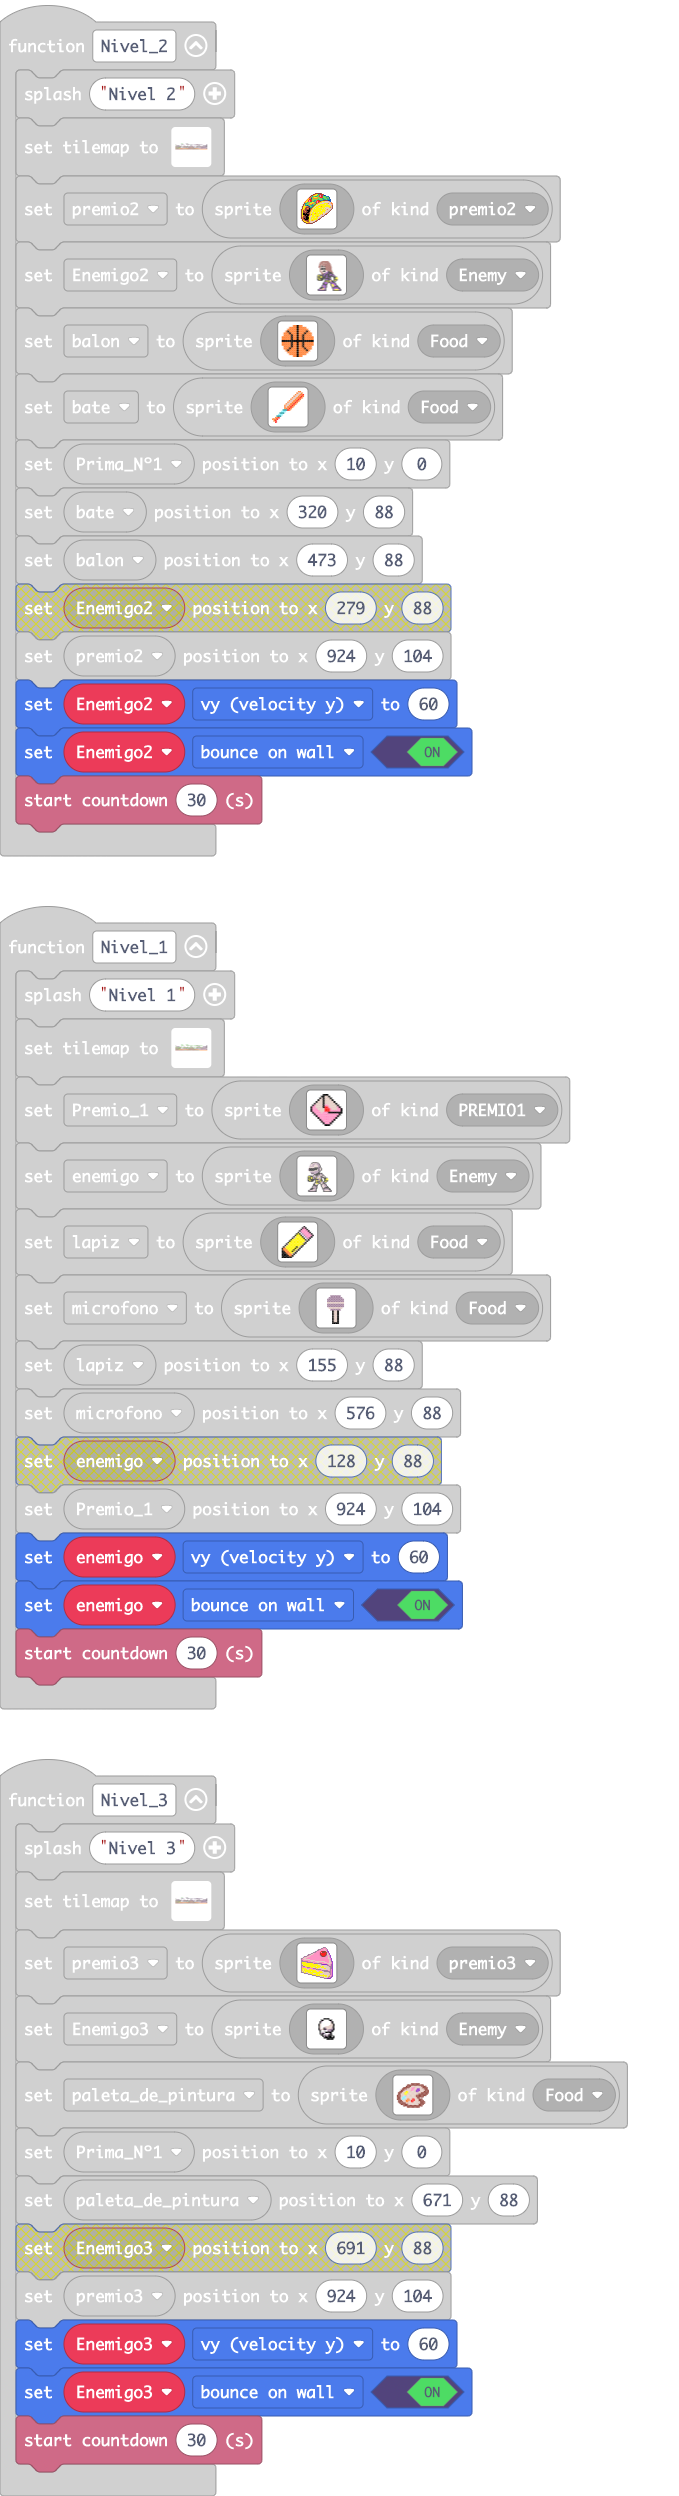 function Nivel_2
splash "Nivel 2"
set tilemap to
set premio2 to sprite of kind premio2
set Enemigo2 to sprite of kind Enemy
set balon to sprite of kind Food
set bate to sprite of kind Food
set Prima_N°1 position to x 10 y 0
set bate position to x 320 y 88
set balon position to x 473 y 88
set Enemigo2 position to x 279 y 88
set premio2 position to x 924 y 104
set Enemigo2 vy (velocity y) to 60
set Enemigo2 bounce on wall ON
start countdown 30 (s)
function Nivel_1
splash "Nivel 1"
set tilemap to
set Premio_1 to sprite of kind PREMIO1
set enemigo to sprite of kind Enemy
set lapiz to sprite of kind Food
set microfono to sprite of kind Food
set lapiz position to x 155 y 88
set microfono position to x 576 y 88
set enemigo position to x 128 y 88
set Premio_1 position to x 924 y 104
set enemigo vy (velocity y) to 60
set enemigo bounce on wall ON
start countdown 30 (s)
function Nivel_3
splash "Nivel 3"
set tilemap to
set premio3 to sprite of kind premio3
set Enemigo3 to sprite of kind Enemy
set paleta_de_pintura to sprite of kind Food
set Prima_N°1 position to x 10 y 0
set paleta_de_pintura position to x 671 y 88
set Enemigo3 position to x 691 y 88
set premio3 position to x 924 y 104
set Enemigo3 vy (velocity y) to 60
set Enemigo3 bounce on wall ON
start countdown 30 (s)